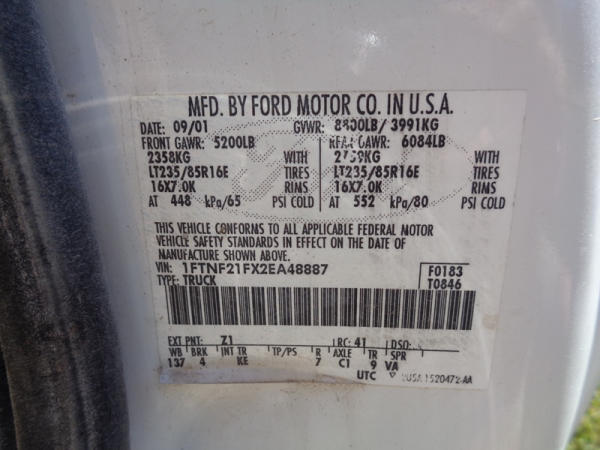 MFD. BY FORD MOTOR CO. IN U.S.A.
DATE: 09/01 GVWR: 8800LB/ 3991KG
FRONT GAWR: 5200LB REAR GAWR: 6084LB
2358KG WITH 2759KG WITH
LT235/85R16E TIRES LT235/85R16E TIRES
16X7.0K RIMS 16X7.0K RIMS
AT 448 kPa/65 PSI COLD AT 552 kPa/80 PSI COLD
THIS VEHICLE CONFORMS TO ALL APPLICABLE FEDERAL MOTOR
VEHICLE SAFETY STANDARDS IN EFFECT ON THE DATE OF
MANUFACTURE SHOWN ABOVE.
VIN: 1FTNF21FX2EA48887 F0183
TYPE: TRUCK T0846
EXT PNT: Z1 RC: 41 DSO:
WB BRK INT TR TP/PS R AXLE TR SPR
137 4 KE 7 C1 9 VA
UTC